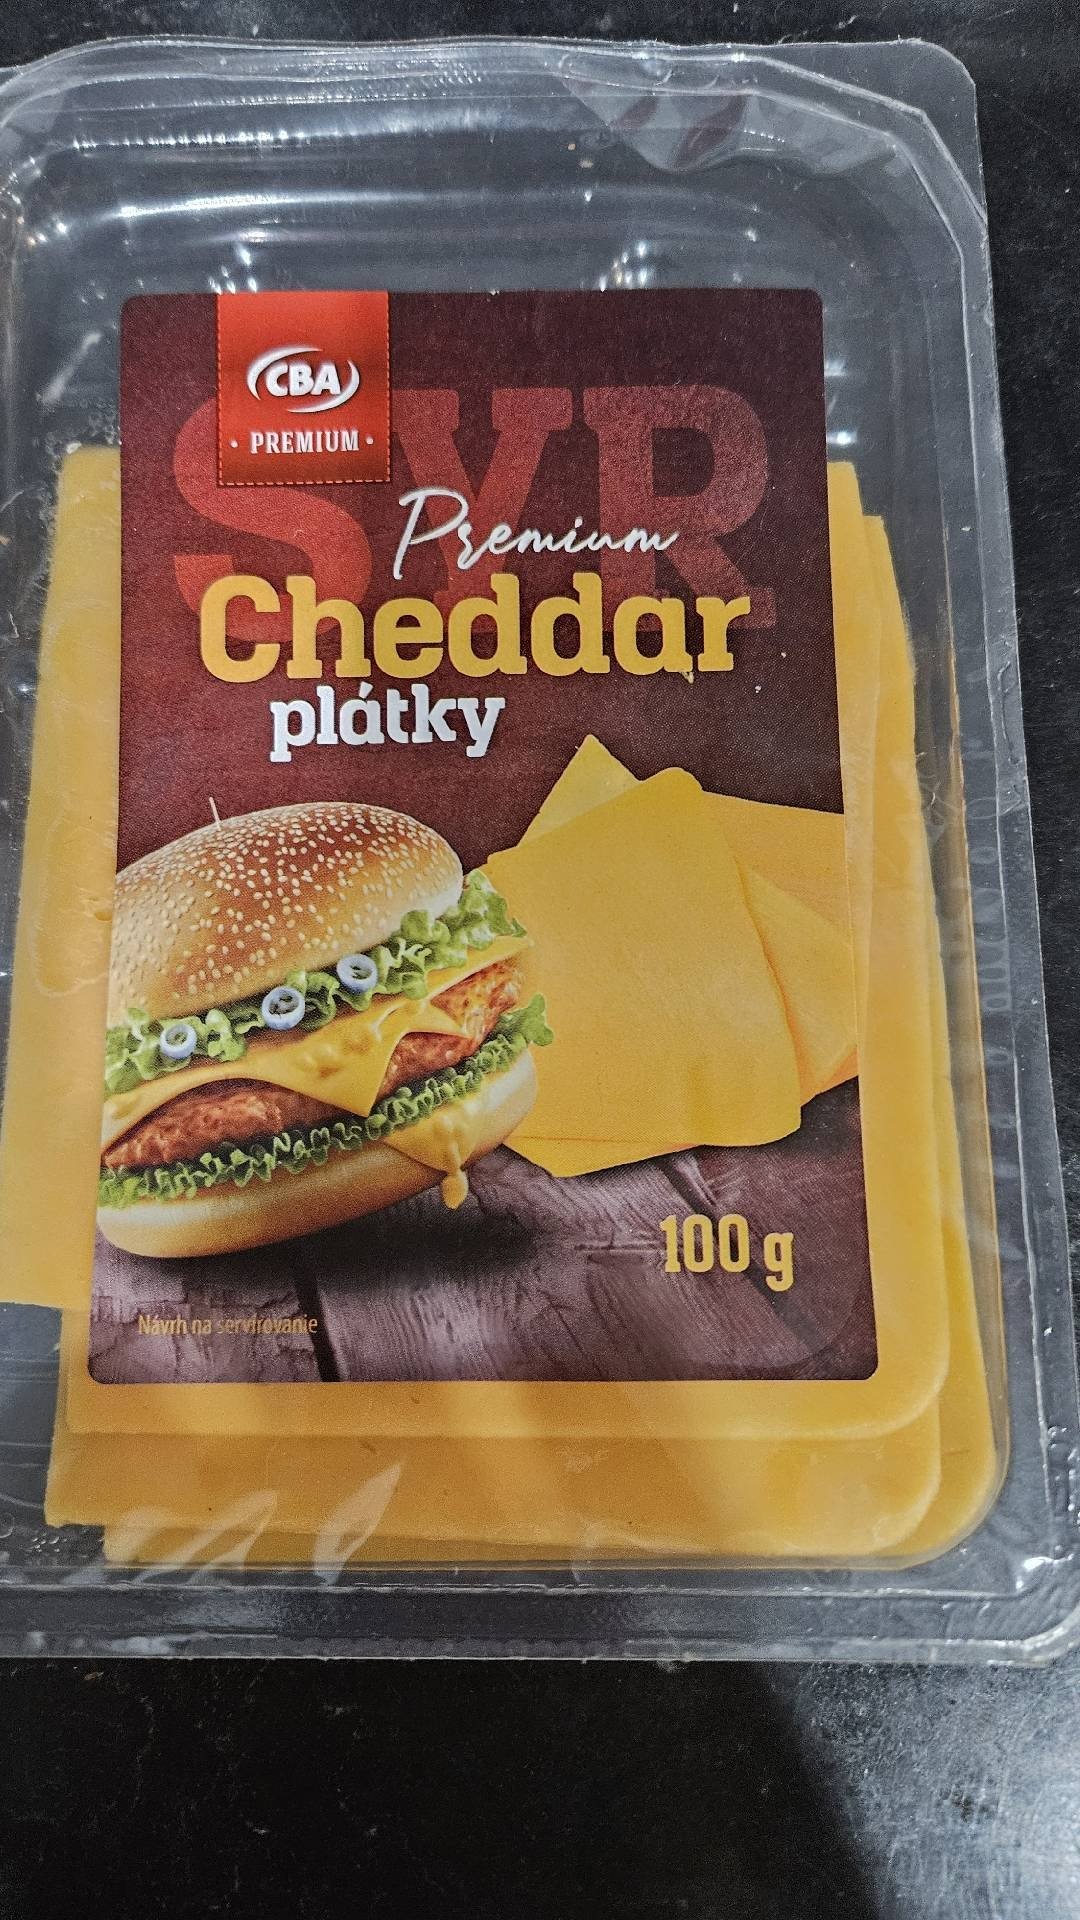 CBA
• PREMIUM •
SYR
Premium
Cheddar
plátky
100 g
Návrh na servírovanie